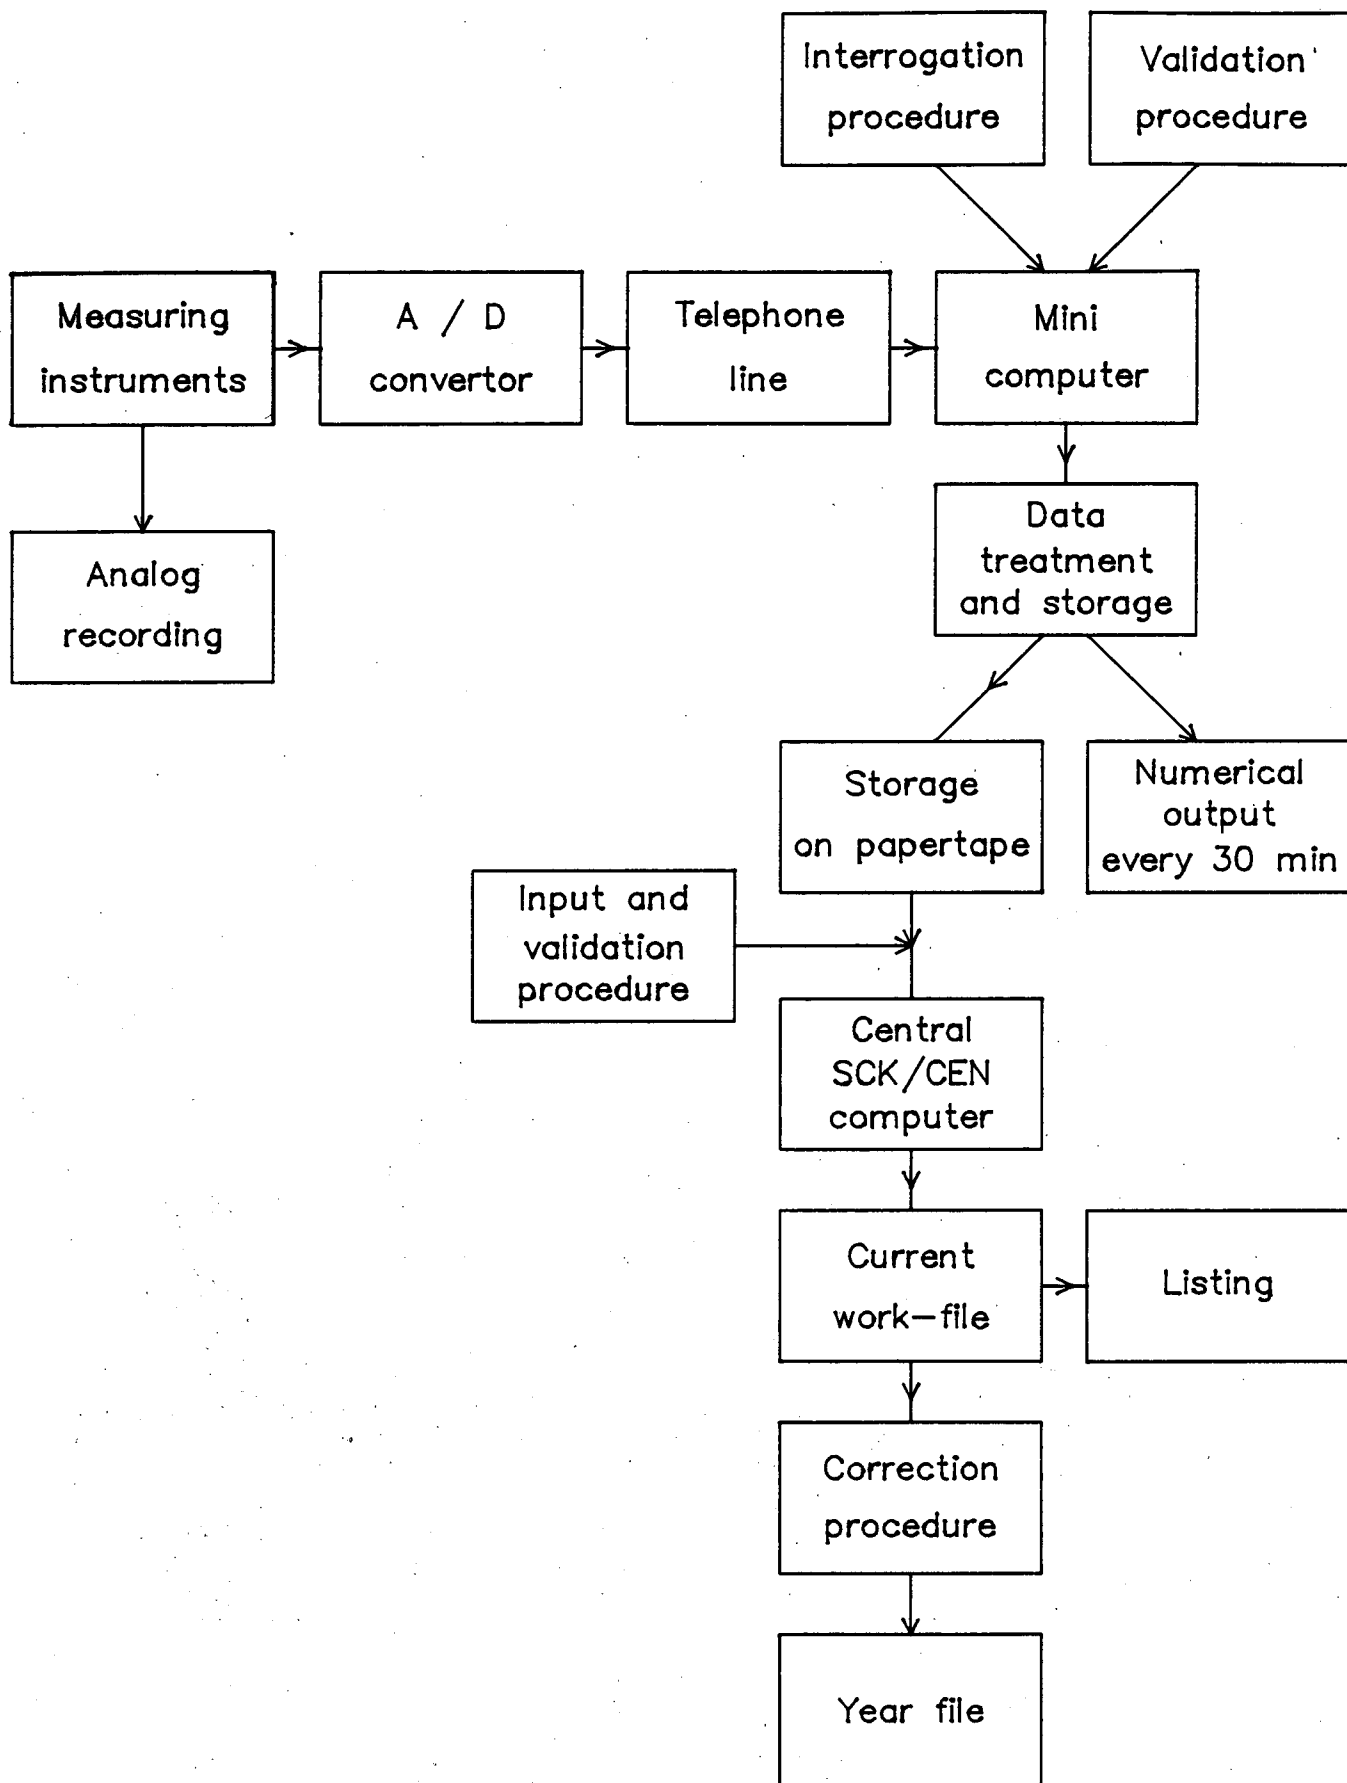 Interrogation
procedure
Validation
procedure
Measuring
instruments
A / D
convertor
Telephone
line
Mini
computer
Analog
recording
Data
treatment
and storage
Storage
on papertape
Numerical
output
every 30 min
Input and
validation
procedure
Central
SCK/CEN
computer
Current
work-file
Listing
Correction
procedure
Year file